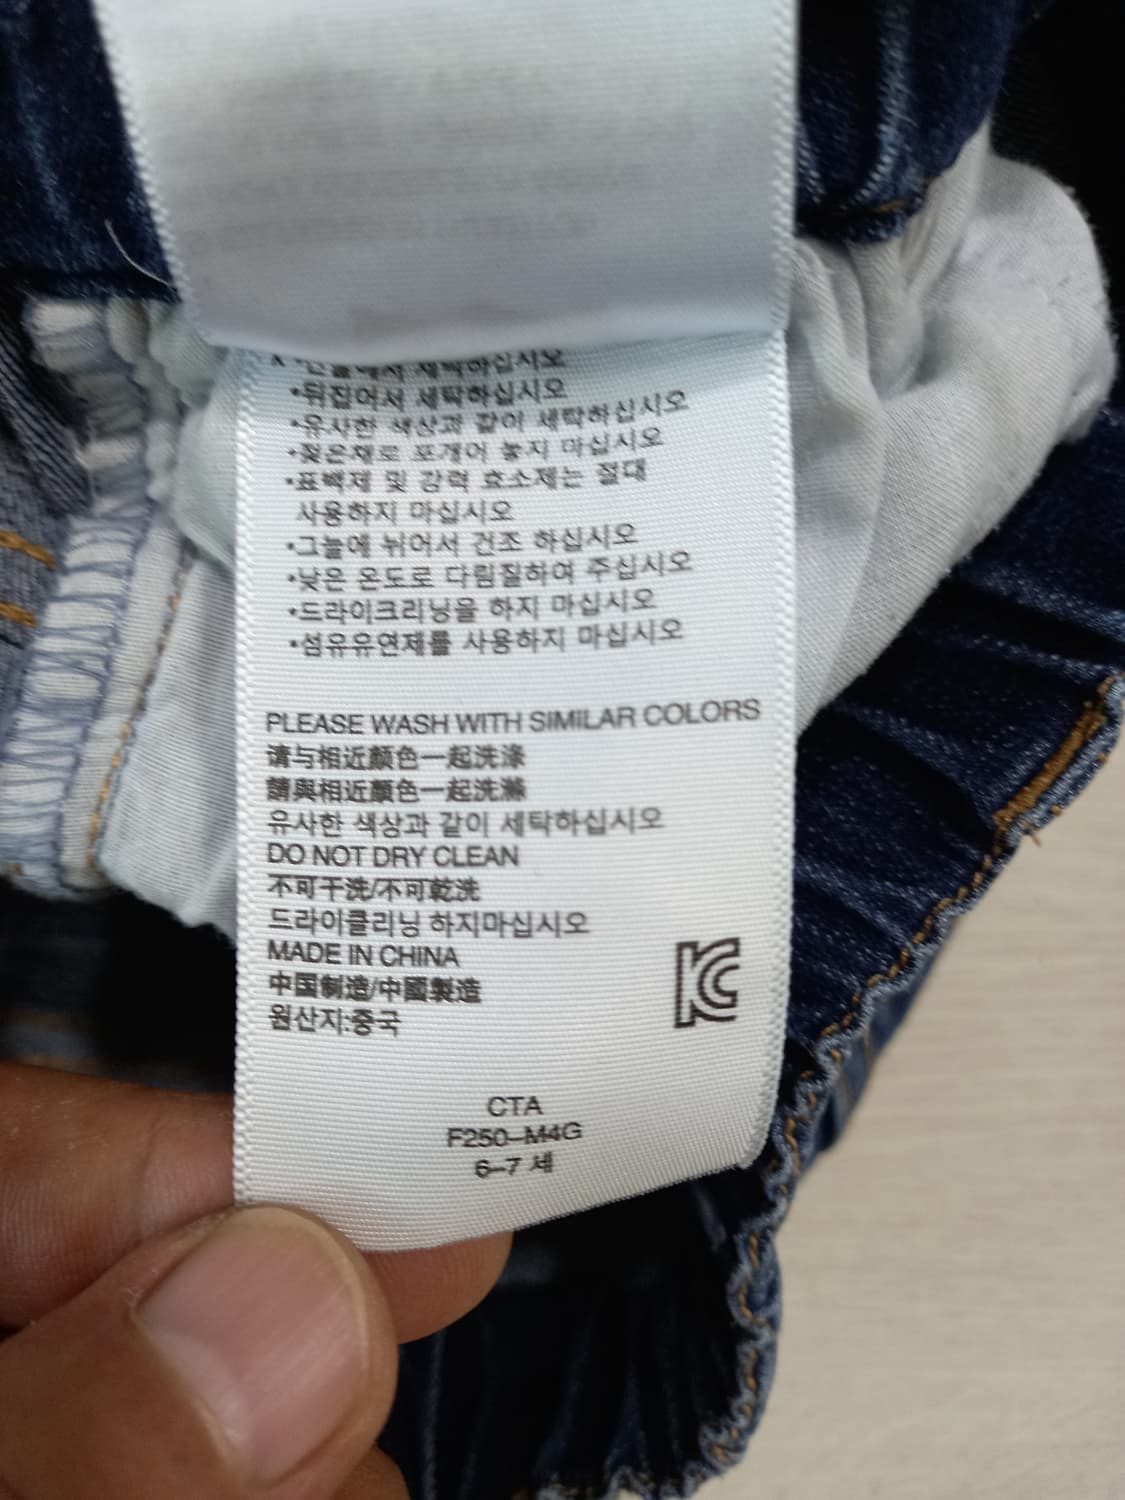 •뒤집어서 세탁하십시오
•유사한 색상과 같이 세탁하십시오
•젖은채로 포개어 놓지 마십시오
•표백제 및 강력 효소제는 절대
사용하지 마십시오
•그늘에 뉘어서 건조 하십시오
•낮은 온도로 다림질하여 주십시오
•드라이크리닝을 하지 마십시오
•섬유유연제를 사용하지 마십시오
PLEASE WASH WITH SIMILAR COLORS
请与相近颜色一起洗涤
請與相近顏色一起洗滌
유사한 색상과 같이 세탁하십시오
DO NOT DRY CLEAN
不可干洗/不可乾洗
드라이클리닝 하지마십시오
MADE IN CHINA
中国制造/中國製造
원산지:중국
KC
CTA
F250-M4G
6-7 세